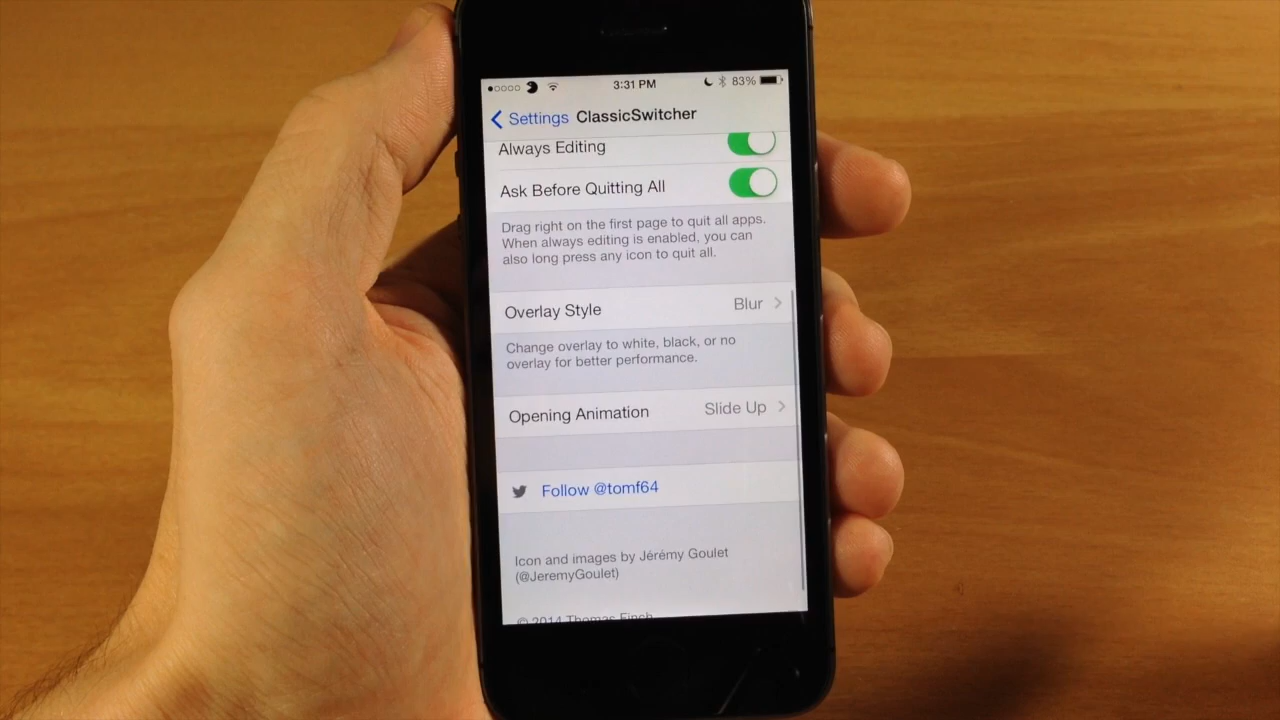 3:31 PM 83%
Settings ClassicSwitcher
Always Editing
Ask Before Quitting All
Drag right on the first page to quit all apps.
When always editing is enabled, you can
also long press any icon to quit all.
Overlay Style Blur
Change overlay to white, black, or no
overlay for better performance.
Opening Animation Slide Up
Follow @tomf64
Icon and images by Jérémy Goulet
(@JeremyGoulet)
© 2014 Thomas Finch